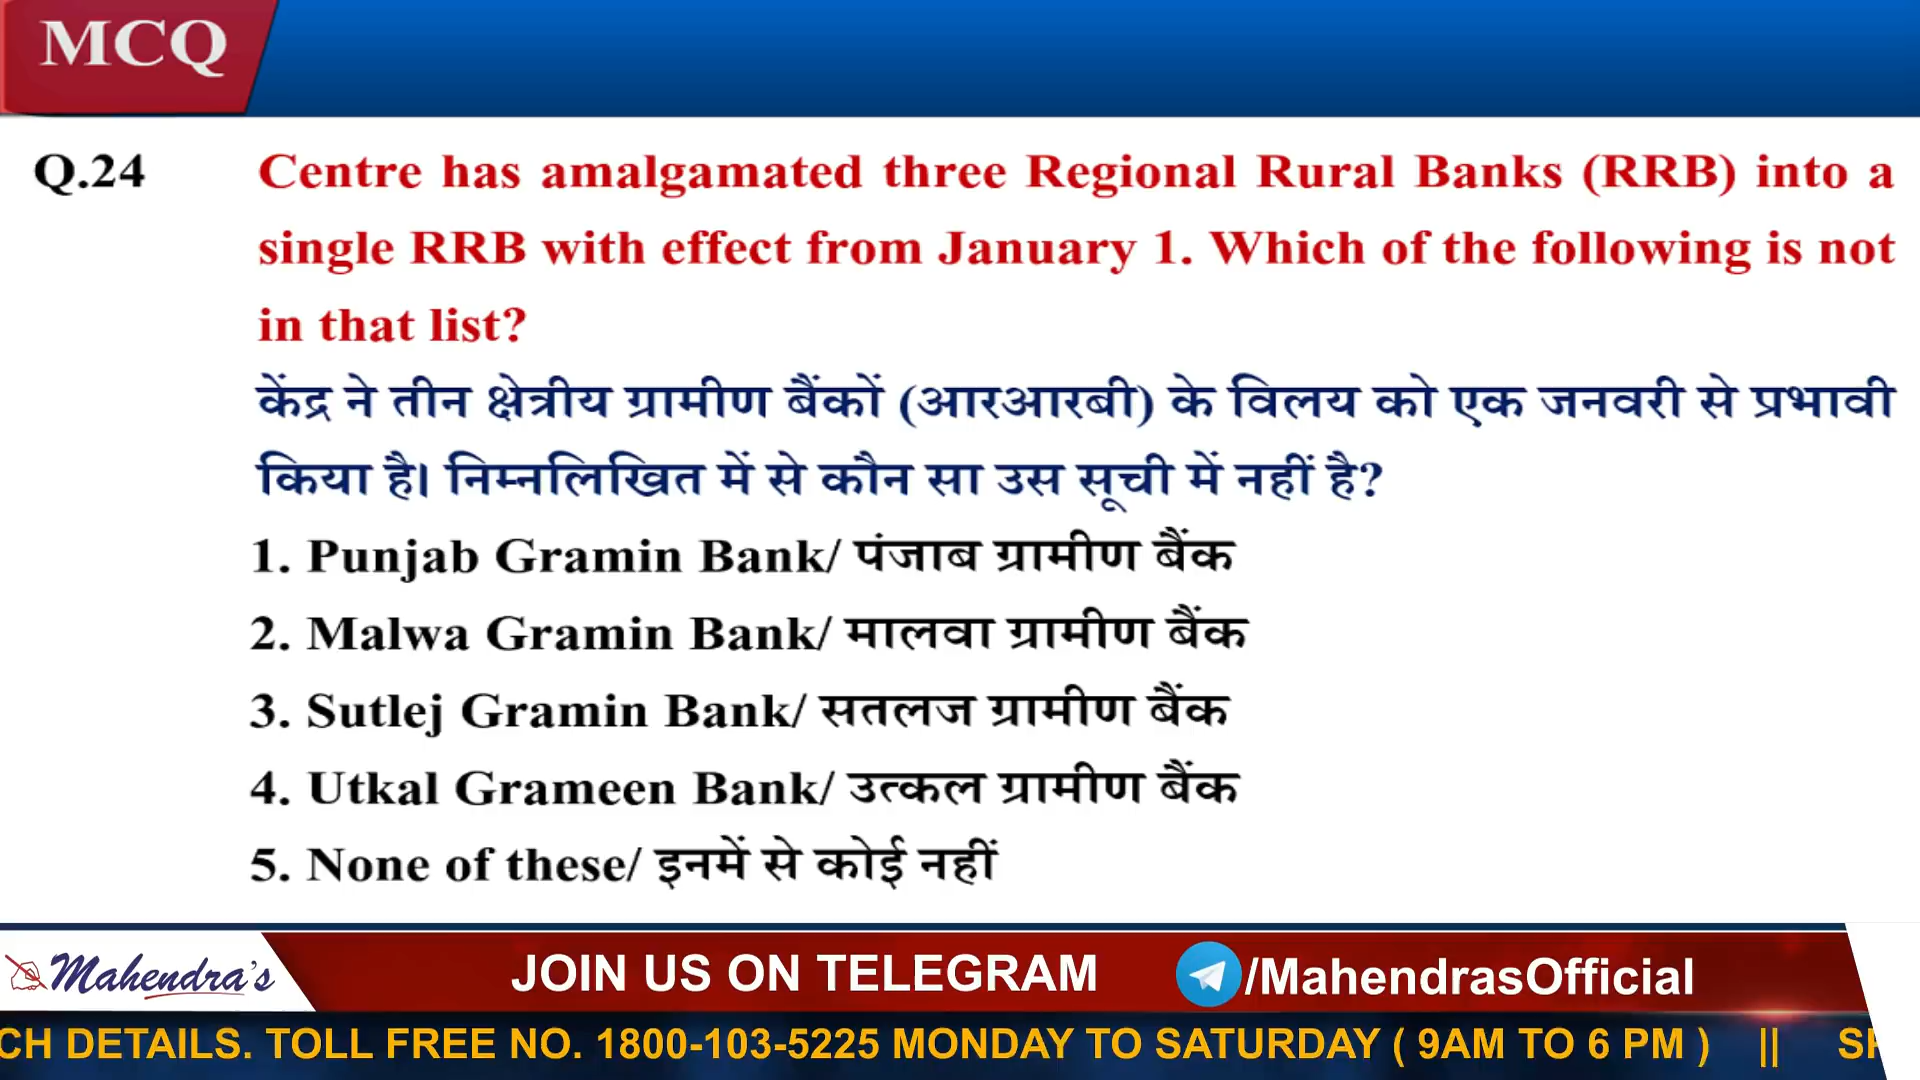 MCQ
Q.24 Centre has amalgamated three Regional Rural Banks (RRB) into a
single RRB with effect from January 1. Which of the following is not
in that list?
केंद्र ने तीन क्षेत्रीय ग्रामीण बैंकों (आरआरबी) के विलय को एक जनवरी से प्रभावी
किया है। निम्नलिखित में से कौन सा उस सूची में नहीं है?
1. Punjab Gramin Bank/ पंजाब ग्रामीण बैंक
2. Malwa Gramin Bank/ मालवा ग्रामीण बैंक
3. Sutlej Gramin Bank/ सतलज ग्रामीण बैंक
4. Utkal Grameen Bank/ उत्कल ग्रामीण बैंक
5. None of these/ इनमें से कोई नहीं
Mahendra's JOIN US ON TELEGRAM /MahendrasOfficial
CH DETAILS. TOLL FREE NO. 1800-103-5225 MONDAY TO SATURDAY ( 9AM TO 6 PM ) ||